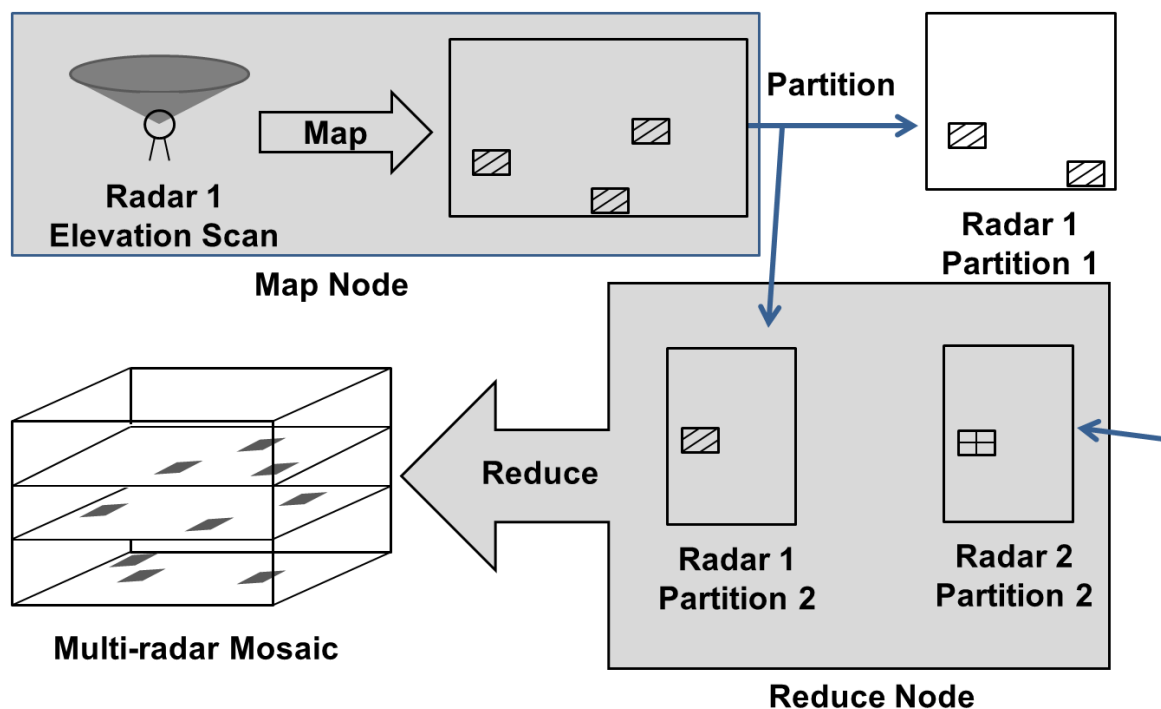 Partition
Map
Radar 1
Elevation Scan
Radar 1
Partition 1
Map Node
Reduce
Radar 1
Partition 2
Radar 2
Partition 2
Multi-radar Mosaic
Reduce Node